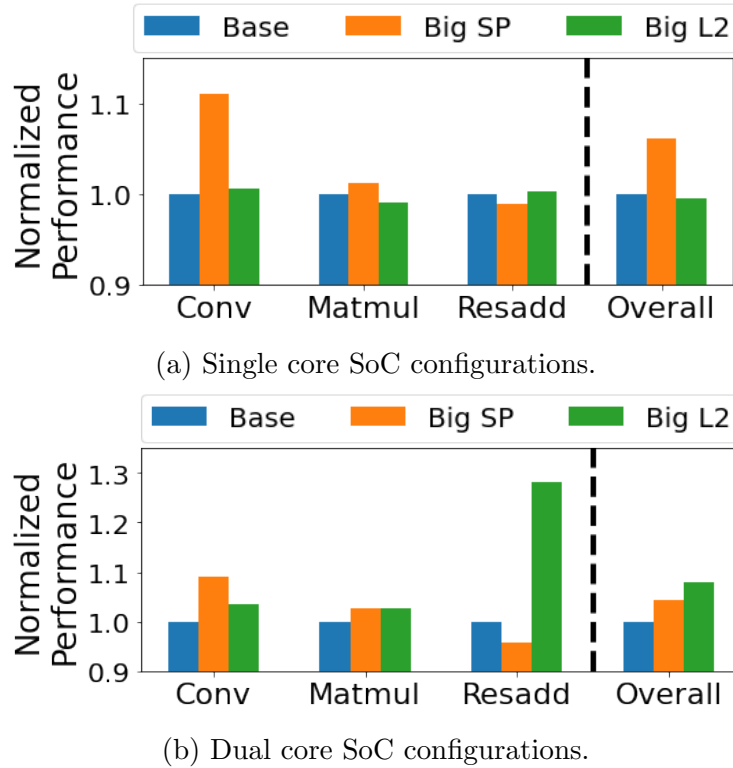 Base Big SP Big L2
Normalized
Performance
1.1
1.0
0.9
Conv Matmul Resadd Overall
(a) Single core SoC configurations.
Base Big SP Big L2
Normalized
Performance
1.3
1.2
1.1
1.0
0.9
Conv Matmul Resadd Overall
(b) Dual core SoC configurations.